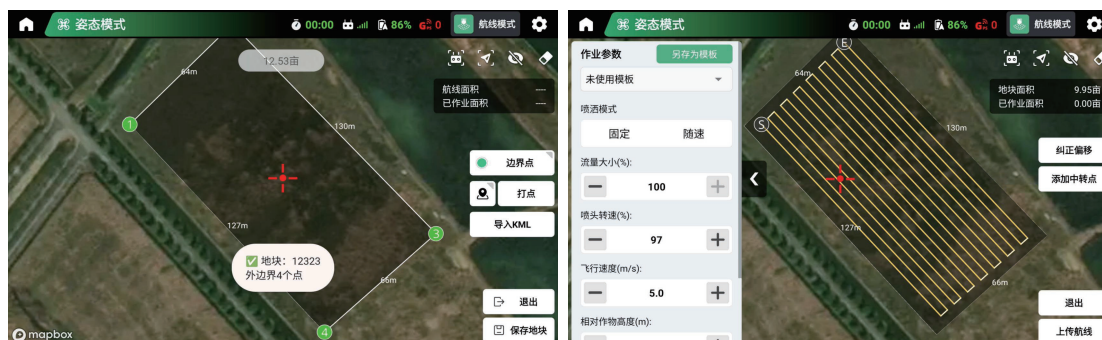 姿态模式
00:00
86%
0
航线模式
12.53亩
64m
航线面积
----
已作业面积
----
1
130m
边界点
打点
导入KML
127m
3
✅ 地块：12323
外边界4个点
66m
退出
4
保存地块
mapbox
姿态模式
00:00
86%
0
航线模式
作业参数
另存为模板
未使用模板
喷洒模式
固定
随速
流量大小(%):
100
喷头转速(%):
97
飞行速度(m/s):
5.0
相对作物高度(m):
E
64m
地块面积
9.95亩
已作业面积
0.00亩
S
130m
纠正偏移
添加中转点
127m
66m
退出
上传航线